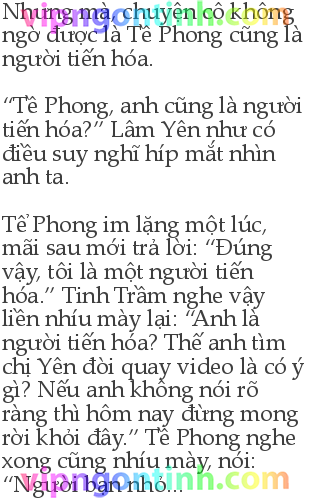 Nhưng mà, chuyện cô không
ngờ được là Tề Phong cũng là
người tiến hóa.
“Tề Phong, anh cũng là người
tiến hóa?” Lâm Yên như có
điều suy nghĩ híp mắt nhìn
anh ta.
Tể Phong im lặng một lúc,
mãi sau mới trả lời: “Đúng
vậy, tôi là một người tiến
hóa.” Tinh Trầm nghe vậy
liền nhíu mày lại: “Anh là
người tiến hóa? Thế anh tìm
chị Yên đòi quay video là có ý
gì? Nếu anh không nói rõ
ràng thì hôm nay đừng mong
rời khỏi đây.” Tề Phong nghe
xong cũng nhíu mày, nói:
“Người bạn nhỏ...
vipngontinh.com
vipngontinh.com